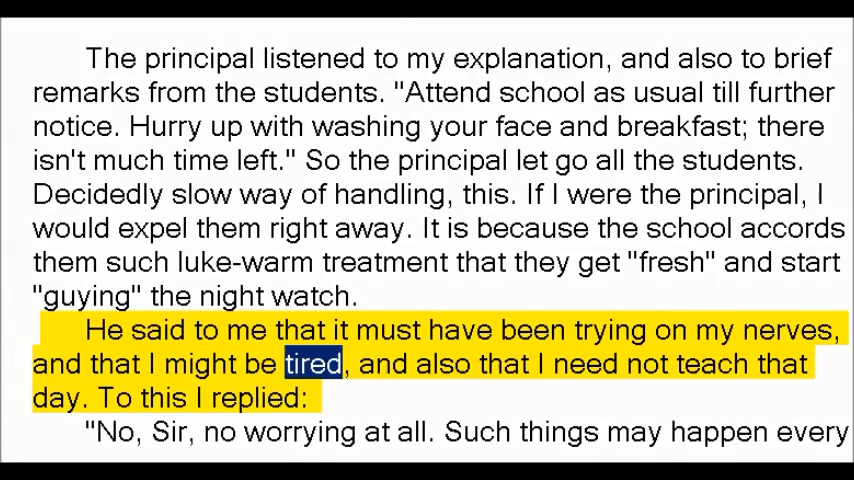 The principal listened to my explanation, and also to brief
remarks from the students. "Attend school as usual till further
notice. Hurry up with washing your face and breakfast; there
isn't much time left." So the principal let go all the students.
Decidedly slow way of handling, this. If I were the principal, I
would expel them right away. It is because the school accords
them such luke-warm treatment that they get "fresh" and start
"guying" the night watch.
He said to me that it must have been trying on my nerves,
and that I might be tired, and also that I need not teach that
day. To this I replied:
"No, Sir, no worrying at all. Such things may happen every